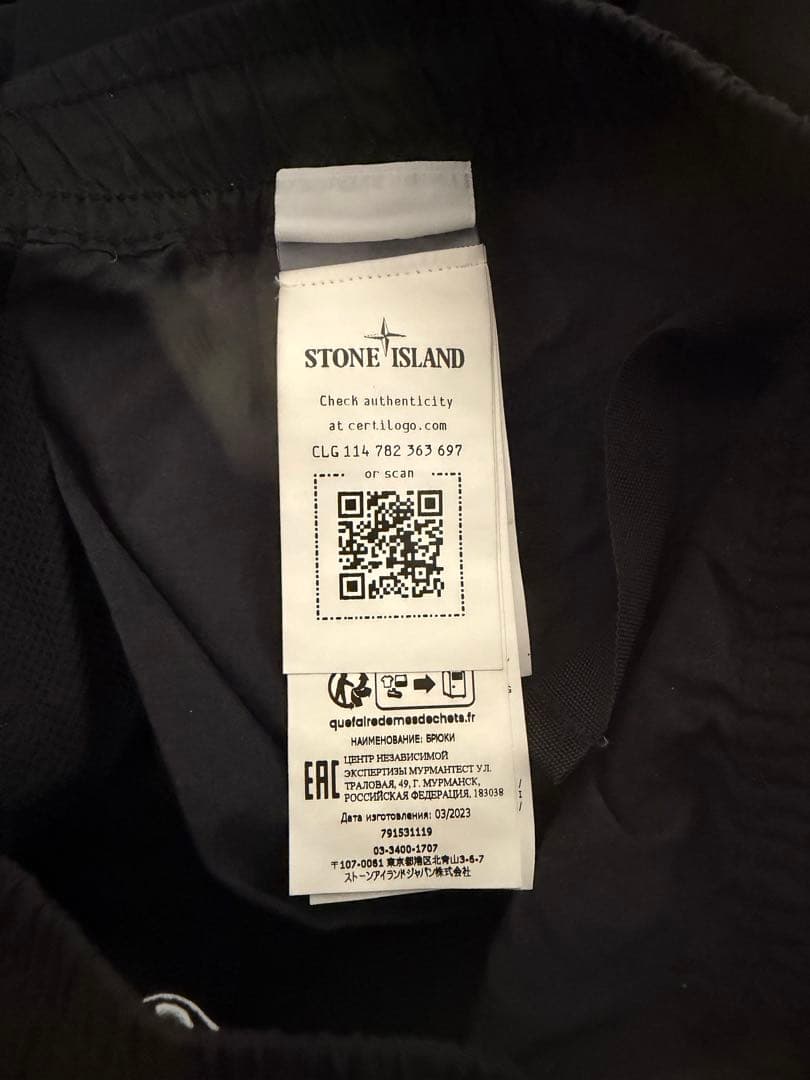 STONE ISLAND
Check authenticity
at certilogo.com
CLG 114 782 363 697
or scan
quefairedemesdechets.fr
НАИМЕНОВАНИЕ: БРЮКИ
EAC
ЦЕНТР НЕЗАВИСИМОЙ
ЭКСПЕРТИЗЫ МУРМАНТЕСТ УЛ.
ТРАЛОВАЯ, 49, Г. МУРМАНСК,
РОССИЙСКАЯ ФЕДЕРАЦИЯ, 183038
Дата изготовления: 03/2023
791531119
03-3400-1707
〒107-0061 東京都港区北青山3-6-7
ストーンアイランドジャパン株式会社